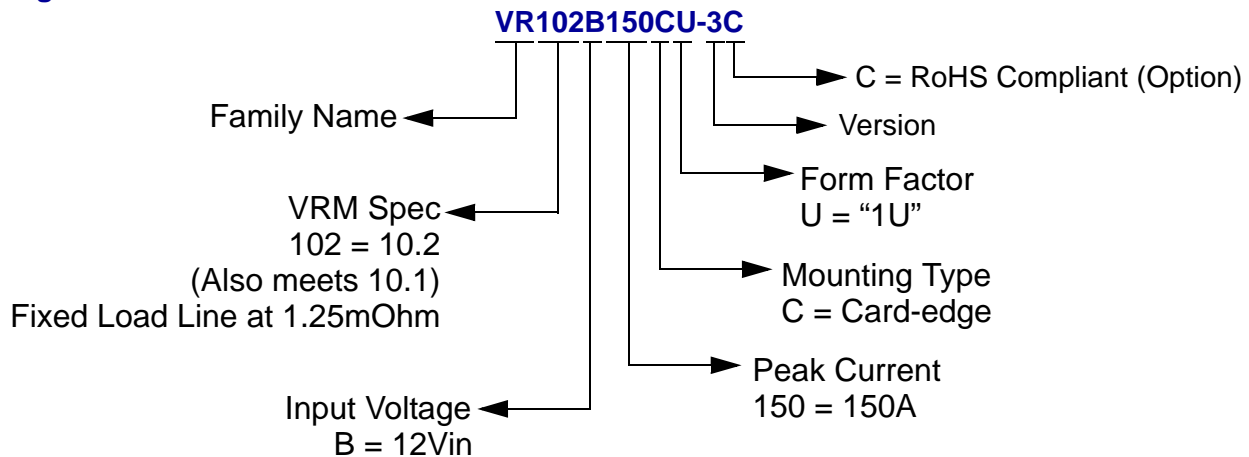 VR102B150CU-3C
C = RoHS Compliant (Option)
Family Name
Version
Form Factor
U = “1U”
VRM Spec
102 = 10.2
(Also meets 10.1)
Fixed Load Line at 1.25mOhm
Mounting Type
C = Card-edge
Peak Current
150 = 150A
Input Voltage
B = 12Vin